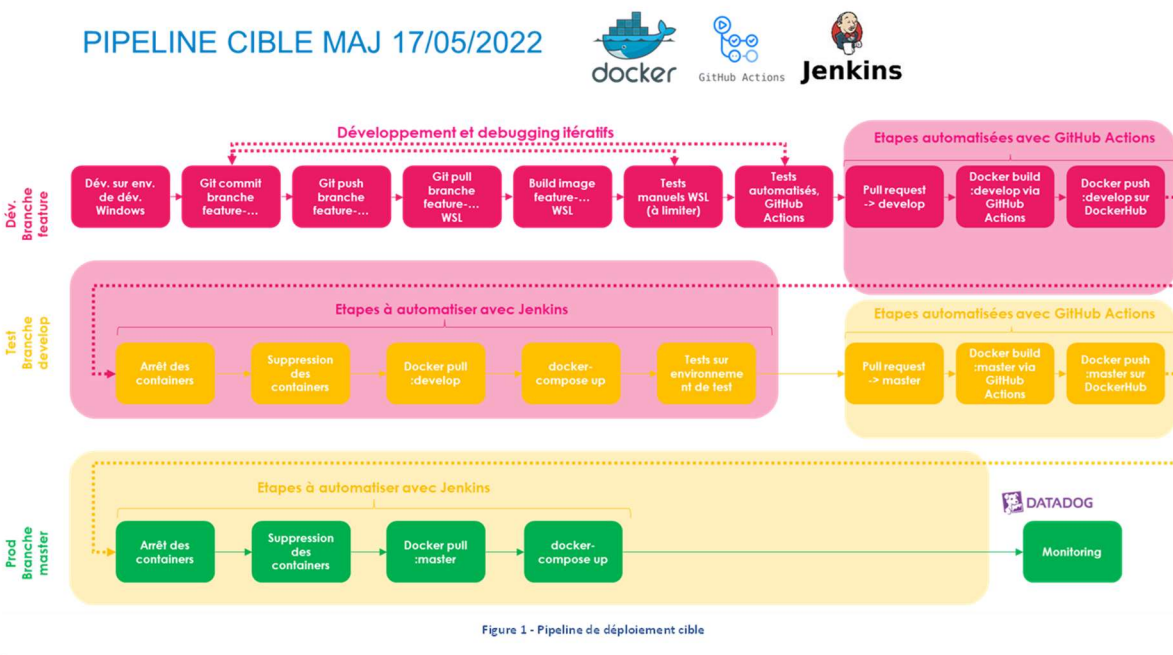 PIPELINE CIBLE MAJ 17/05/2022
docker
GitHub Actions
Jenkins
Développement et debugging itératifs
Etapes automatisées avec GitHub Actions
Dév.
Branche
feature
Dév. sur env.
de dév.
Windows
Git commit
branche
feature-...
Git push
branche
feature-...
Git pull
branche
feature-...
WSL
Build image
feature-...
WSL
Tests
manuels WSL
(à limiter)
Tests
automatisés,
GitHub
Actions
Pull request
-> develop
Docker build
:develop via
GitHub
Actions
Docker push
:develop sur
DockerHub
Etapes à automatiser avec Jenkins
Etapes automatisées avec GitHub Actions
Test
Branche
develop
Arrêt des
containers
Suppression
des
containers
Docker pull
:develop
docker-
compose up
Tests sur
environneme
nt de test
Pull request
-> master
Docker build
:master via
GitHub
Actions
Docker push
:master sur
DockerHub
Etapes à automatiser avec Jenkins
DATADOG
Prod
Branche
master
Arrêt des
containers
Suppression
des
containers
Docker pull
:master
docker-
compose up
Monitoring
Figure 1 - Pipeline de déploiement cible